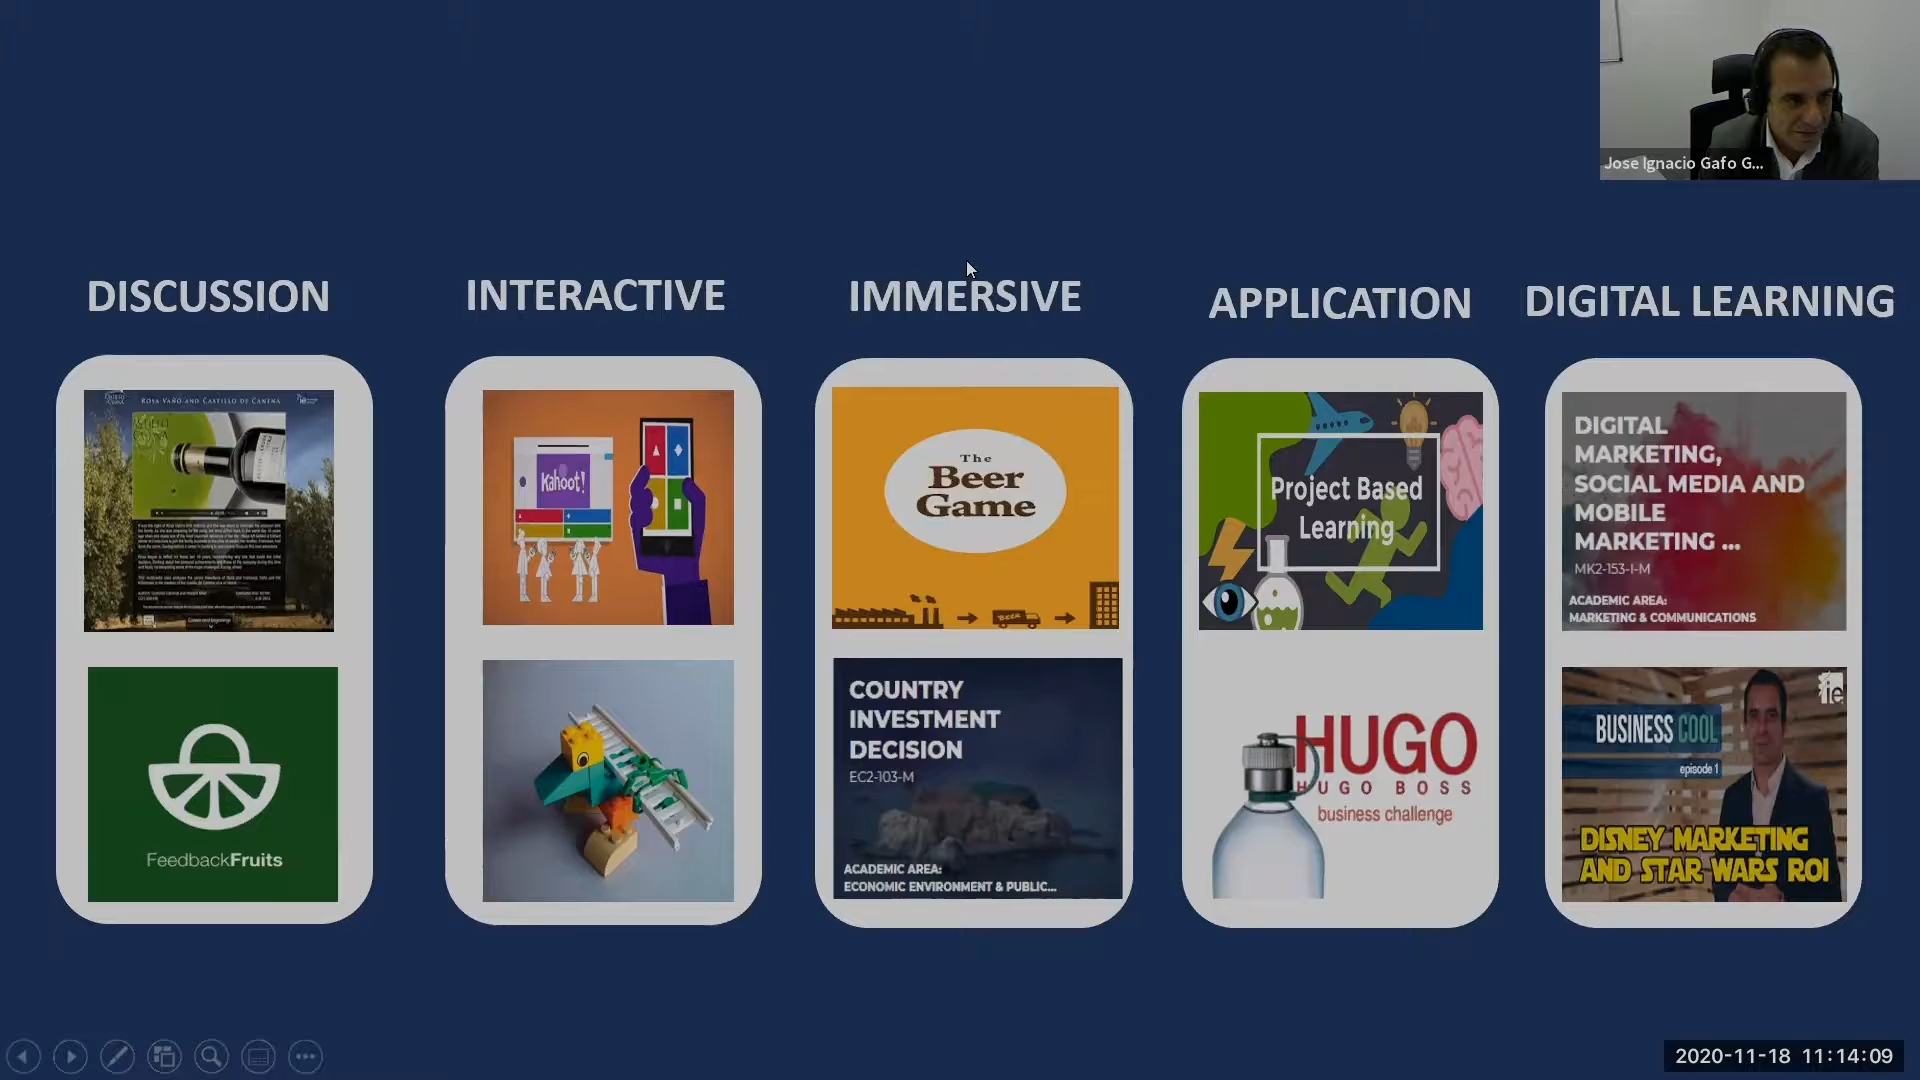 Jose Ignacio Gafo G...
DISCUSSION
INTERACTIVE
IMMERSIVE
APPLICATION
DIGITAL LEARNING
ROSA VAÑO AND CASTILLO DE CANENA
FeedbackFruits
Kahoot!
The
Beer
Game
BEER
COUNTRY
INVESTMENT
DECISION
EC2-103-M
ACADEMIC AREA:
ECONOMIC ENVIRONMENT & PUBLIC...
Project Based
Learning
HUGO
HUGO BOSS
business challenge
DIGITAL
MARKETING,
SOCIAL MEDIA AND
MOBILE
MARKETING ...
MK2-153-I-M
ACADEMIC AREA:
MARKETING & COMMUNICATIONS
ie
BUSINESS COOL
episode 1
DISNEY MARKETING
AND STAR WARS ROI
2020-11-18 11:14:09